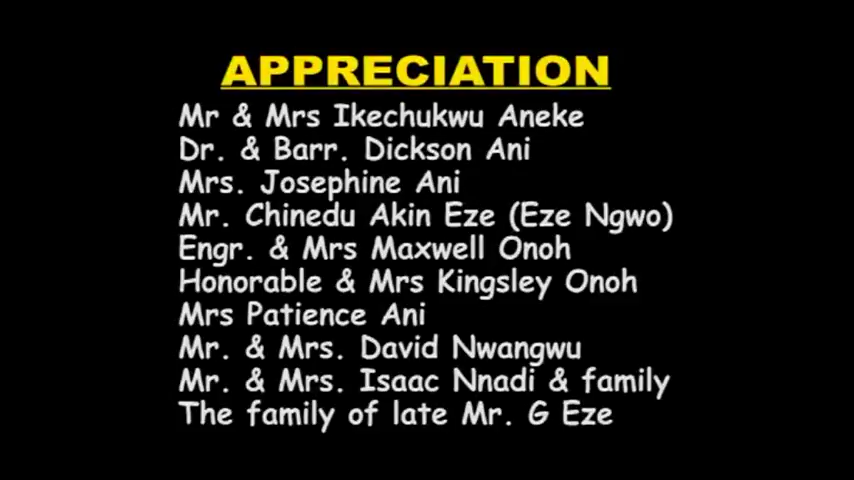 APPRECIATION
Mr & Mrs Ikechukwu Aneke
Dr. & Barr. Dickson Ani
Mrs. Josephine Ani
Mr. Chinedu Akin Eze (Eze Ngwo)
Engr. & Mrs Maxwell Onoh
Honorable & Mrs Kingsley Onoh
Mrs Patience Ani
Mr. & Mrs. David Nwangwu
Mr. & Mrs. Isaac Nnadi & family
The family of late Mr. G Eze